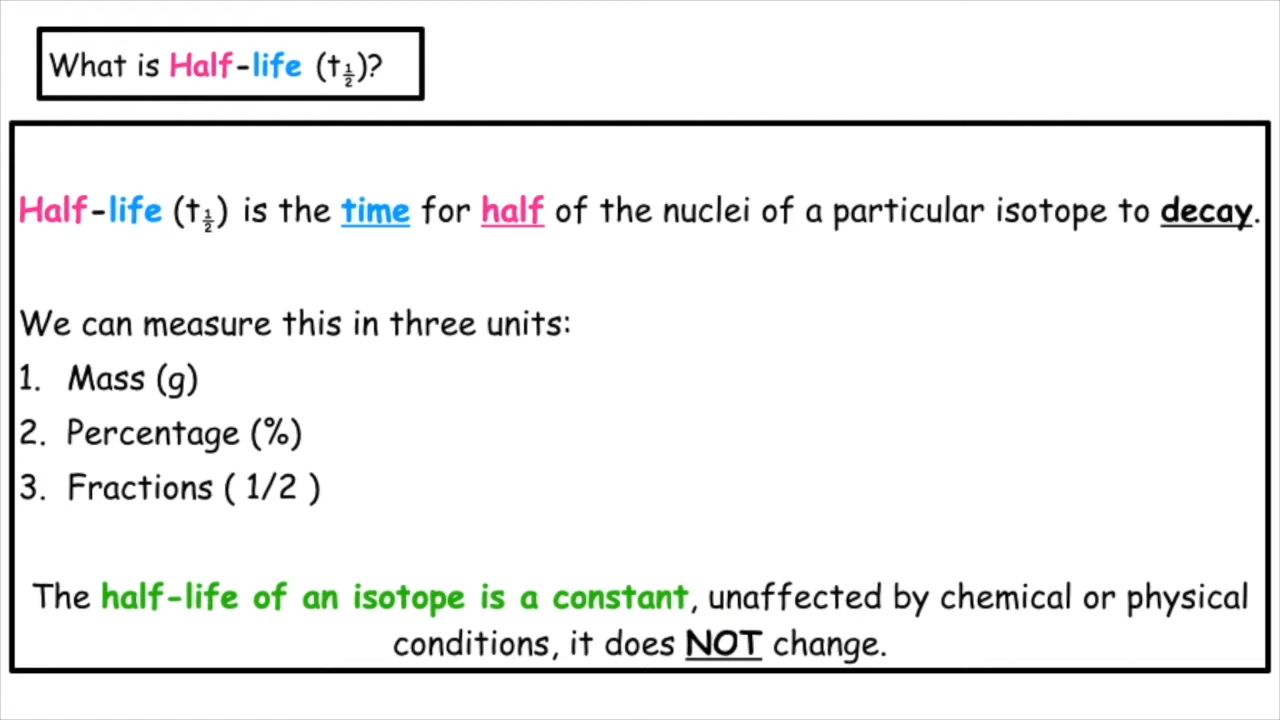 What is Half-life (t½)?
Half-life (t½) is the time for half of the nuclei of a particular isotope to decay.
We can measure this in three units:
1. Mass (g)
2. Percentage (%)
3. Fractions ( 1/2 )
The half-life of an isotope is a constant, unaffected by chemical or physical
conditions, it does NOT change.